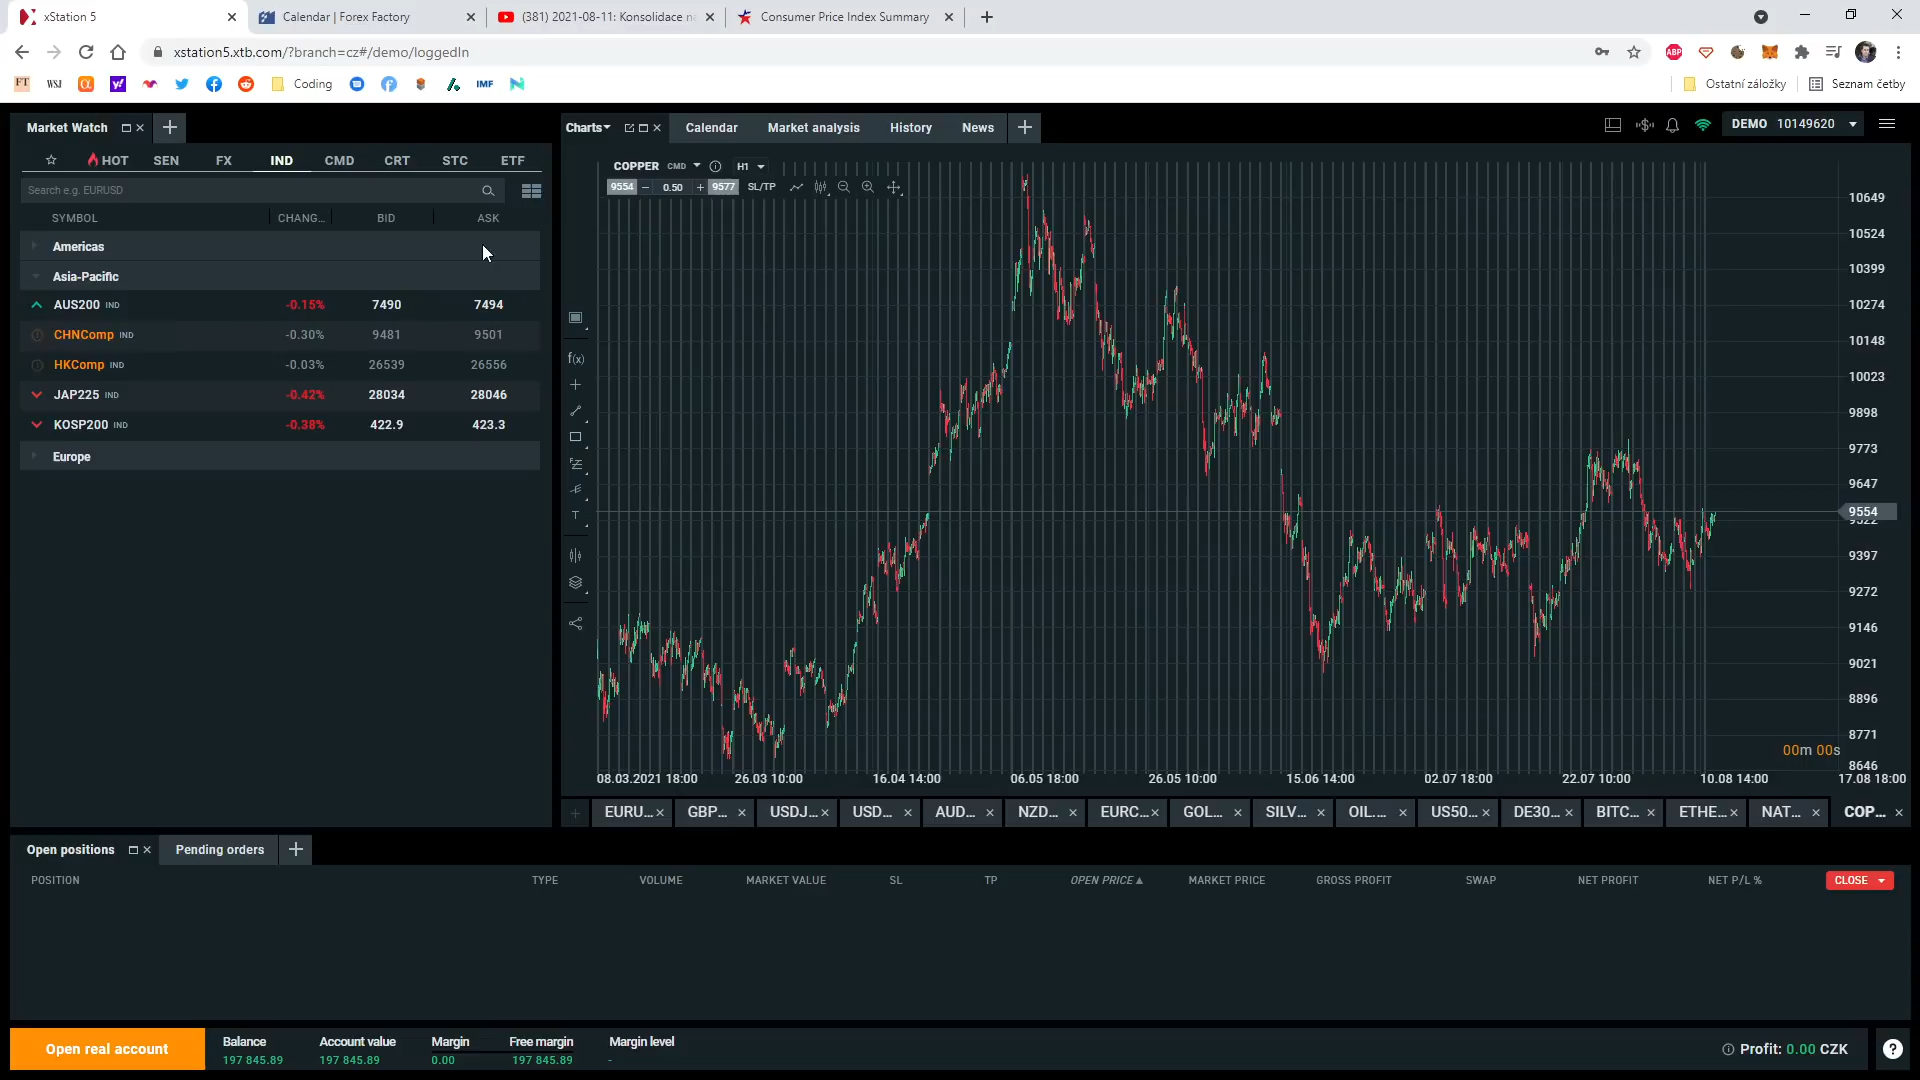 xStation 5
Calendar | Forex Factory
(381) 2021-08-11: Konsolidace na
Consumer Price Index Summary
xstation5.xtb.com/?branch=cz#/demo/loggedIn
ABP
FT
WSJ
Coding
IMF
Ostatní záložky
Seznam četby
Market Watch
Charts
Calendar
Market analysis
History
News
DEMO 10149620
HOT
SEN
FX
IND
CMD
CRT
STC
ETF
Search e.g. EURUSD
SYMBOL
CHANG...
BID
ASK
Americas
Asia-Pacific
AUS200 IND -0.15% 7490 7494
CHNComp IND -0.30% 9481 9501
HKComp IND -0.03% 26539 26556
JAP225 IND -0.42% 28034 28046
KOSP200 IND -0.38% 422.9 423.3
Europe
COPPER CMD H1
9554 – 0.50 + 9577 SL/TP
f(x)
T
10649
10524
10399
10274
10148
10023
9898
9773
9647
9554
9522
9397
9272
9146
9021
8896
8771
8646
00m 00s
08.03.2021 18:00
26.03 10:00
16.04 14:00
06.05 18:00
26.05 10:00
15.06 14:00
02.07 18:00
22.07 10:00
10.08 14:00
17.08 18:00
EURU...
GBP...
USDJ...
USD...
AUD...
NZD...
EURC...
GOL...
SILV...
OIL....
US50...
DE30...
BITC...
ETHE...
NAT...
COP...
Open positions
Pending orders
POSITION
TYPE
VOLUME
MARKET VALUE
SL
TP
OPEN PRICE
MARKET PRICE
GROSS PROFIT
SWAP
NET PROFIT
NET P/L %
CLOSE
Open real account
Balance
197 845.89
Account value
197 845.89
Margin
0.00
Free margin
197 845.89
Margin level
-
Profit: 0.00 CZK
?